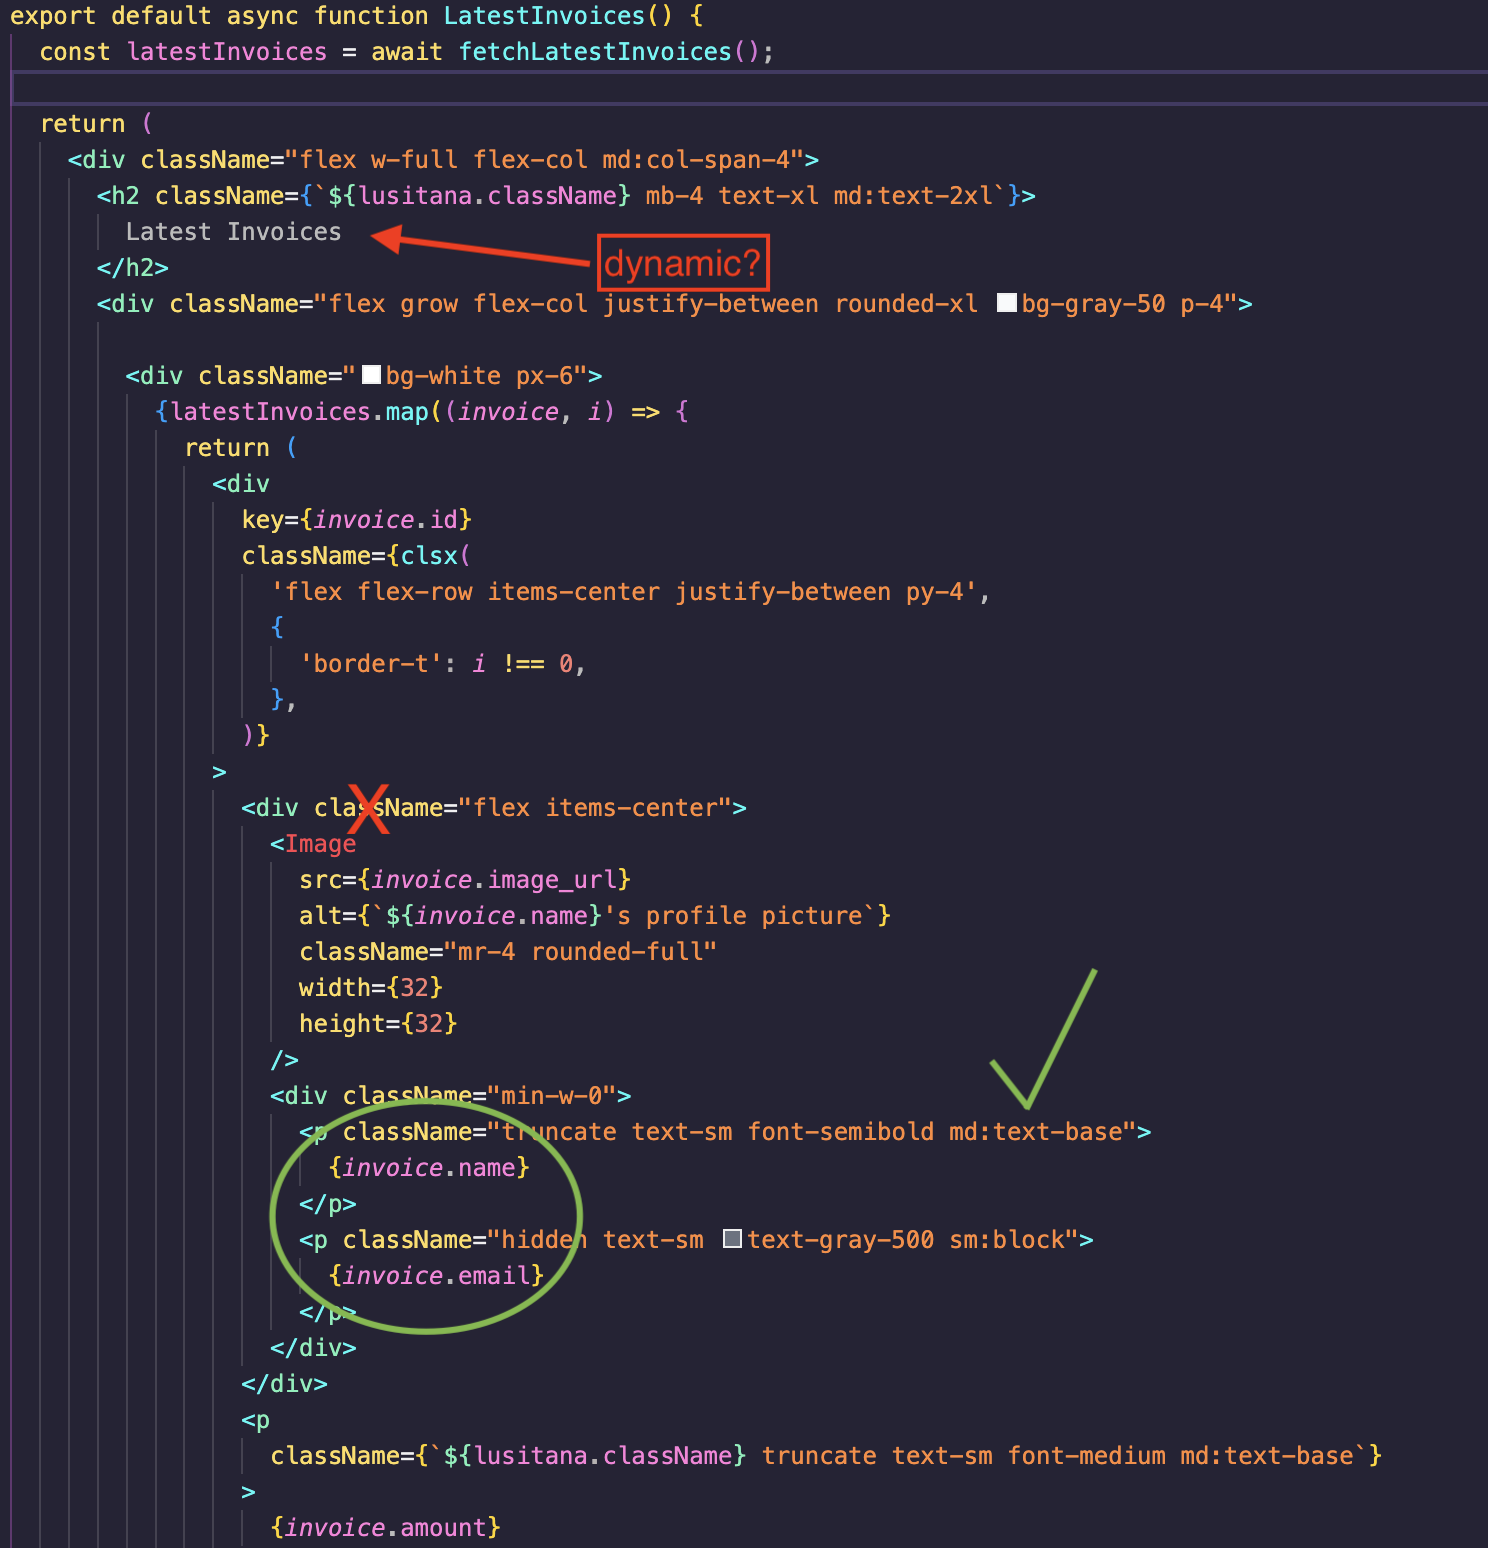 export default async function LatestInvoices() {
const latestInvoices = await fetchLatestInvoices();
return (
<div className="flex w-full flex-col md:col-span-4">
<h2 className={`${lusitana.className} mb-4 text-xl md:text-2xl`}>
Latest Invoices
dynamic?
</h2>
<div className="flex grow flex-col justify-between rounded-xl bg-gray-50 p-4">
<div className="bg-white px-6">
{latestInvoices.map((invoice, i) => {
return (
<div
key={invoice.id}
className={clsx(
'flex flex-row items-center justify-between py-4',
{
'border-t': i !== 0,
},
)}
>
<div className="flex items-center">
X
<Image
src={invoice.image_url}
alt={`${invoice.name}'s profile picture`}
className="mr-4 rounded-full"
width={32}
height={32}
/>
<div className="min-w-0">
<p className="truncate text-sm font-semibold md:text-base">
{invoice.name}
</p>
<p className="hidden text-sm text-gray-500 sm:block">
{invoice.email}
</p>
</div>
</div>
<p
className={`${lusitana.className} truncate text-sm font-medium md:text-base`}
>
{invoice.amount}